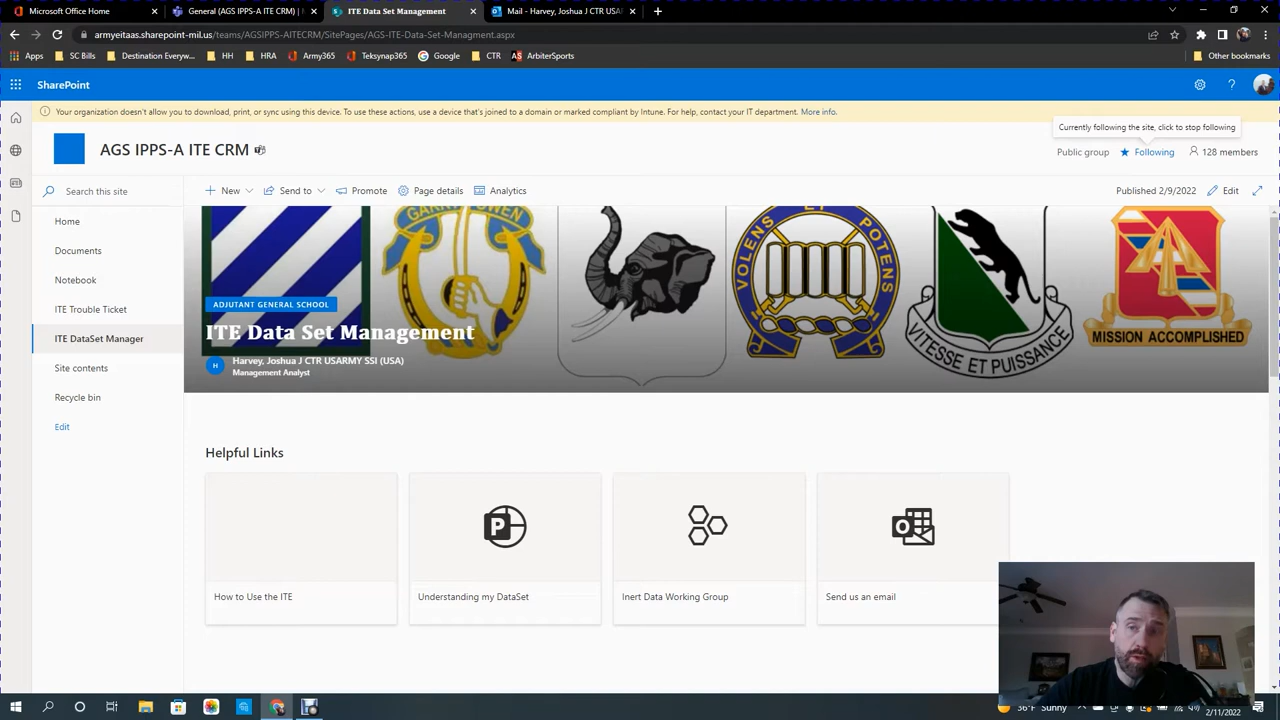 Microsoft Office Home
General (AGS IPPS-A ITE CRM) | M
ITE Data Set Management
Mail - Harvey, Joshua J CTR USAR
armyeitaas.sharepoint-mil.us/teams/AGSIPPS-AITECRM/SitePages/AGS-ITE-Data-Set-Managment.aspx
Apps
SC Bills
Destination Everyw...
HH
HRA
Army365
Teksynap365
Google
CTR
ArbiterSports
Other bookmarks
SharePoint
Your organization doesn't allow you to download, print, or sync using this device. To use these actions, use a device that's joined to a domain or marked compliant by Intune. For help, contact your IT department. More info.
Currently following the site, click to stop following
AGS IPPS-A ITE CRM
Public group
Following
128 members
Search this site
New
Send to
Promote
Page details
Analytics
Published 2/9/2022
Edit
Home
Documents
Notebook
ITE Trouble Ticket
ITE DataSet Manager
Site contents
Recycle bin
Edit
GARRY OWEN
VOLENS ET POTENS
VITESSE ET PUISSANCE
MISSION ACCOMPLISHED
ADJUTANT GENERAL SCHOOL
ITE Data Set Management
H
Harvey, Joshua J CTR USARMY SSI (USA)
Management Analyst
Helpful Links
How to Use the ITE
Understanding my DataSet
Inert Data Working Group
Send us an email
36°F Sunny
2/11/2022